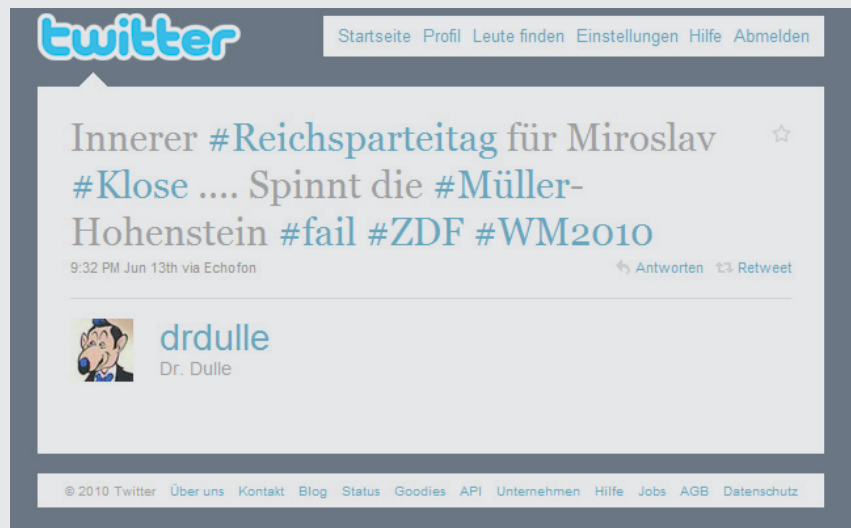 twitter
Startseite Profil Leute finden Einstellungen Hilfe Abmelden
Innerer #Reichsparteitag für Miroslav
#Klose .... Spinnt die #Müller-
Hohenstein #fail #ZDF #WM2010
9:32 PM Jun 13th via Echofon Antworten Retweet
drdulle
Dr. Dulle
© 2010 Twitter Über uns Kontakt Blog Status Goodies API Unternehmen Hilfe Jobs AGB Datenschutz